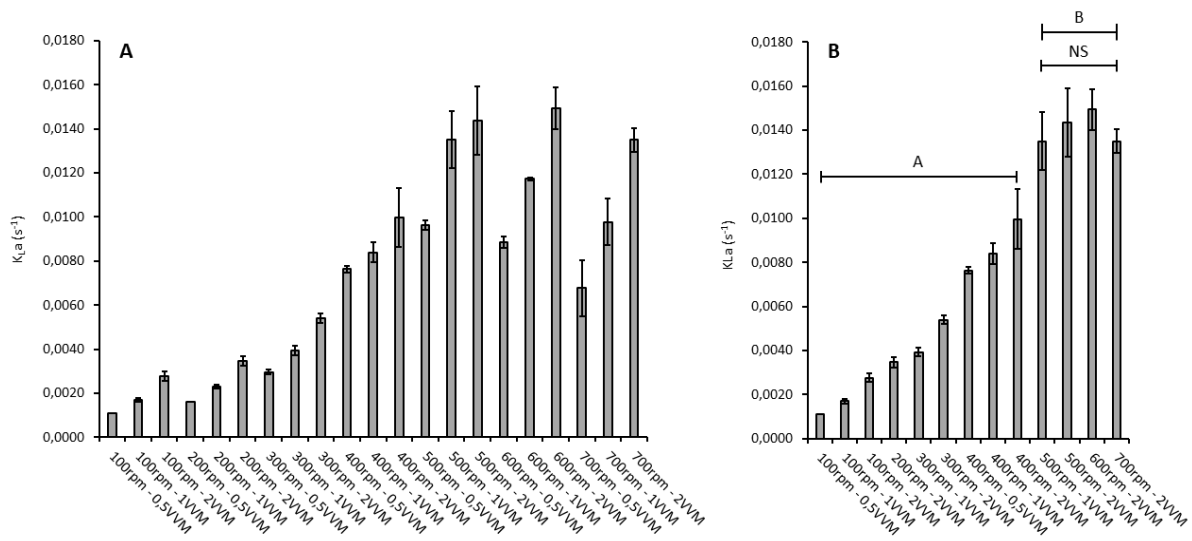 A
0,0180
0,0160
0,0140
0,0120
0,0100
0,0080
0,0060
0,0040
0,0020
0,0000
KLa (s-1)
100rpm - 0,5VVM
100rpm - 1VVM
100rpm - 2VVM
200rpm - 0,5VVM
200rpm - 1VVM
200rpm - 2VVM
300rpm - 0,5VVM
300rpm - 1VVM
300rpm - 2VVM
400rpm - 0,5VVM
400rpm - 1VVM
400rpm - 2VVM
500rpm - 0,5VVM
500rpm - 1VVM
500rpm - 2VVM
600rpm - 0,5VVM
600rpm - 1VVM
600rpm - 2VVM
700rpm - 0,5VVM
700rpm - 1VVM
700rpm - 2VVM
B
B
NS
A
0,0180
0,0160
0,0140
0,0120
0,0100
0,0080
0,0060
0,0040
0,0020
0,0000
KLa (s-1)
100rpm - 0,5VVM
100rpm - 1VVM
100rpm - 2VVM
200rpm - 2VVM
300rpm - 1VVM
300rpm - 2VVM
400rpm - 0,5VVM
400rpm - 1VVM
400rpm - 2VVM
500rpm - 1VVM
500rpm - 2VVM
600rpm - 2VVM
700rpm - 2VVM